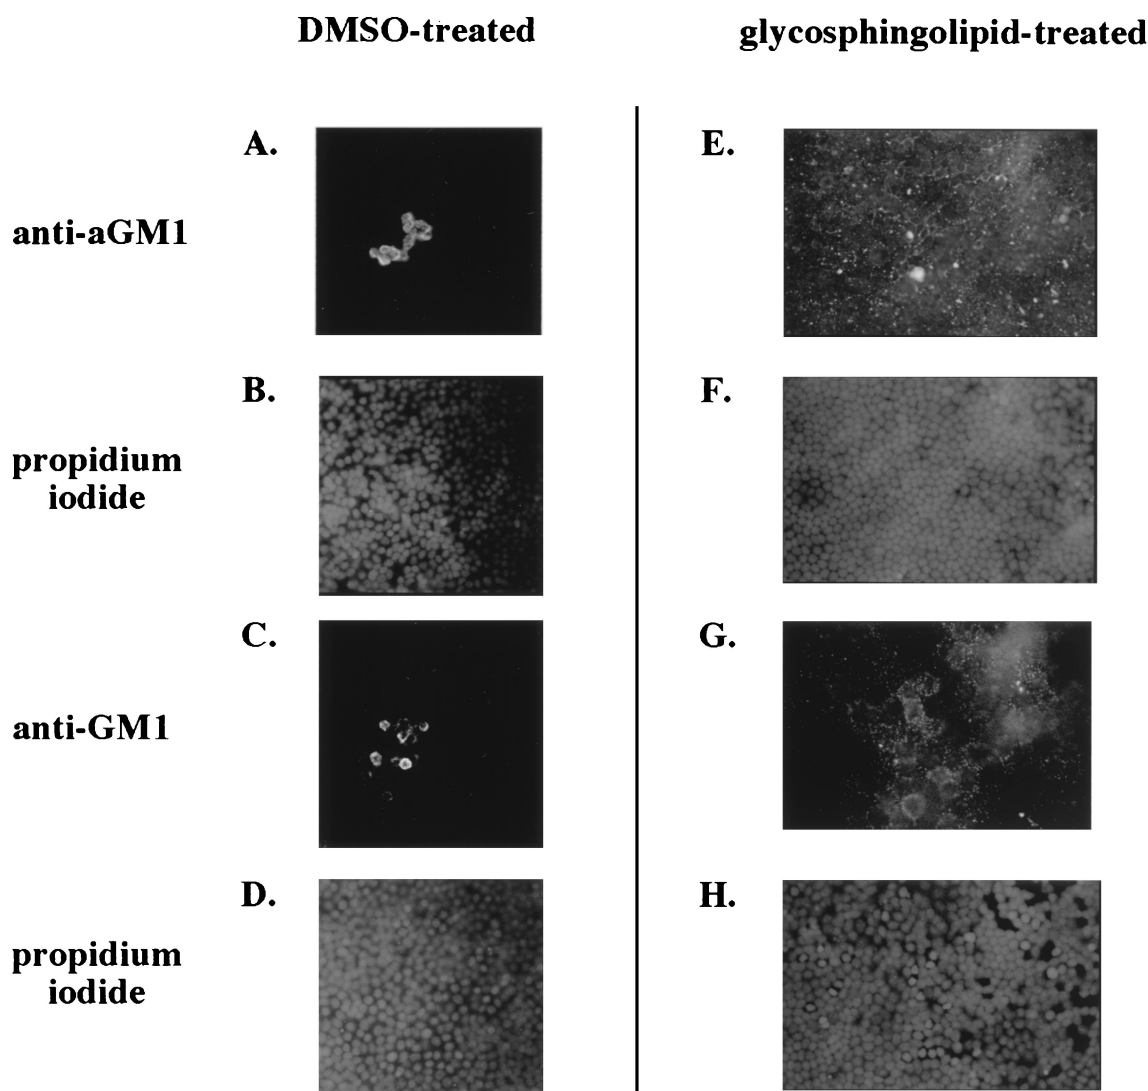 DMSO-treated
glycosphingolipid-treated
A.
E.
anti-aGM1
B.
F.
propidium
iodide
C.
G.
anti-GM1
D.
H.
propidium
iodide